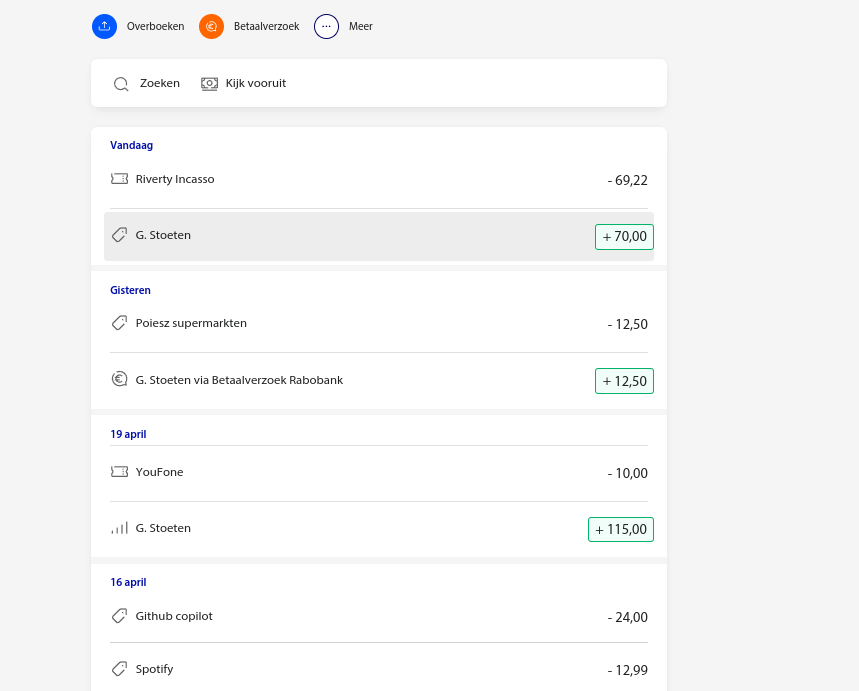 Overboeken Betaalverzoek Meer
Zoeken Kijk vooruit
Vandaag
Riverty Incasso - 69,22
G. Stoeten + 70,00
Gisteren
Poiesz supermarkten - 12,50
G. Stoeten via Betaalverzoek Rabobank + 12,50
19 april
YouFone - 10,00
G. Stoeten + 115,00
16 april
Github copilot - 24,00
Spotify - 12,99